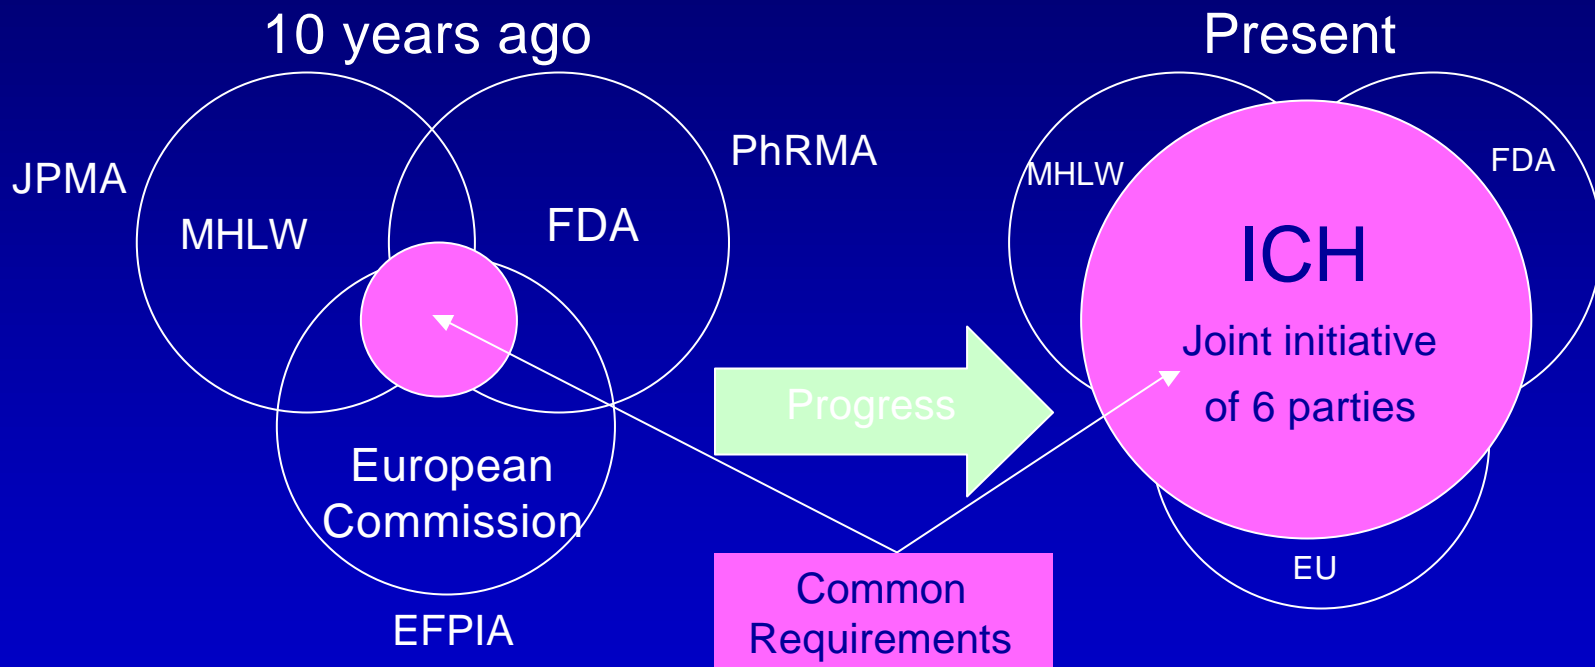 10 years ago
JPMA
MHLW
FDA
PhRMA
European
Commission
EFPIA
Progress
Common
Requirements
Present
MHLW
FDA
ICH
Joint initiative
of 6 parties
EU